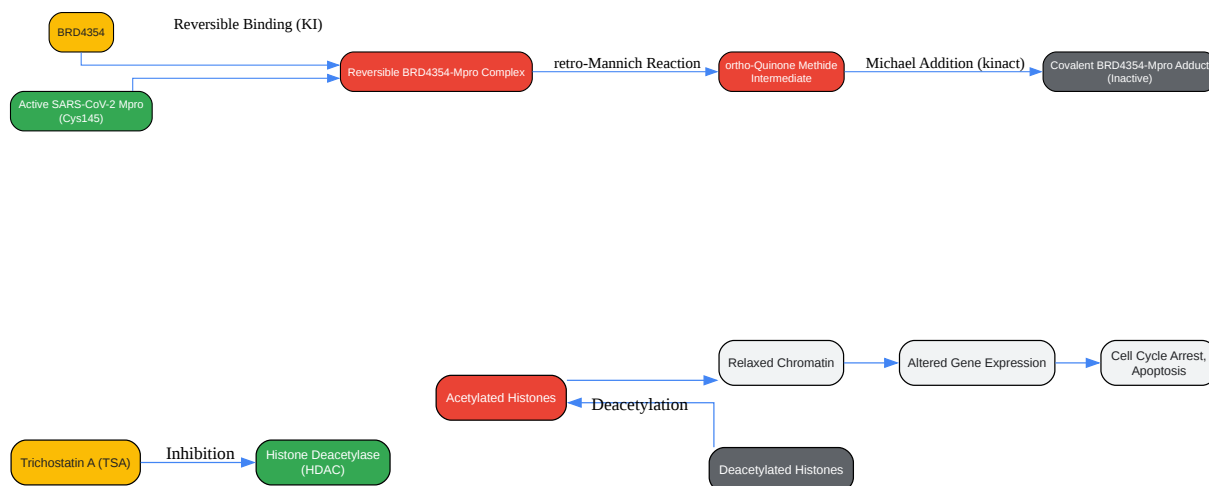 BRD4354
Reversible Binding (KI)
Active SARS-CoV-2 Mpro
(Cys145)
Reversible BRD4354-Mpro Complex
retro-Mannich Reaction
ortho-Quinone Methide
Intermediate
Michael Addition (kinact)
Covalent BRD4354-Mpro Adduct
(Inactive)
Trichostatin A (TSA)
Inhibition
Histone Deacetylase
(HDAC)
Acetylated Histones
Deacetylation
Deacetylated Histones
Relaxed Chromatin
Altered Gene Expression
Cell Cycle Arrest,
Apoptosis